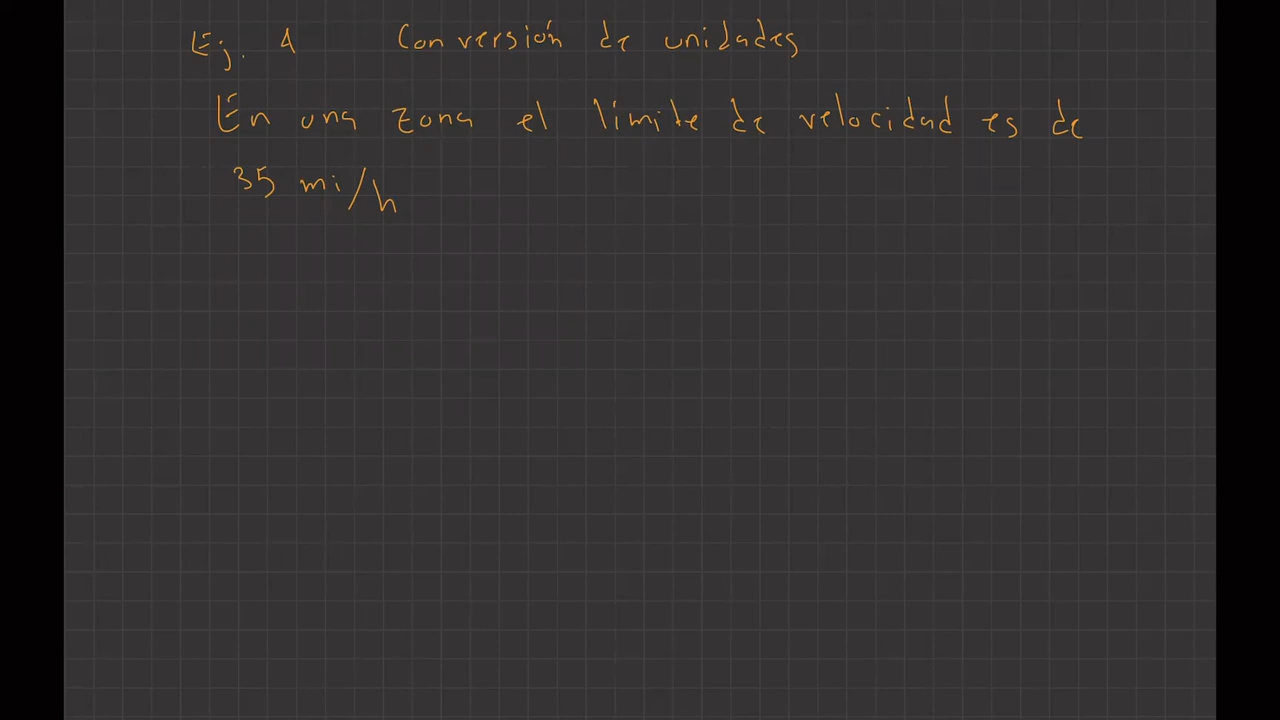 Ej. 4 Conversión de unidades
En una zona el límite de velocidad es de
35 mi/h